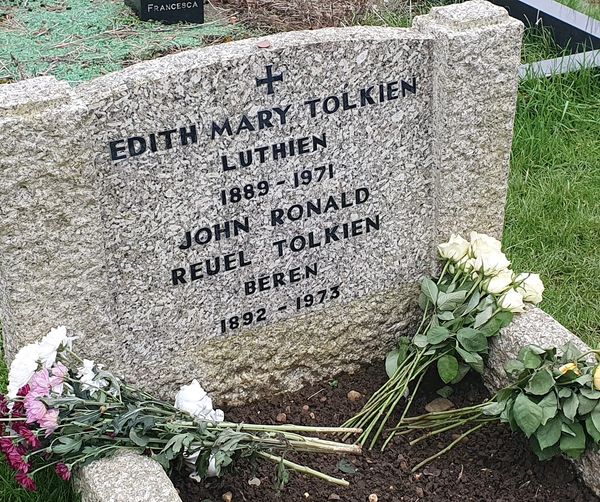 FRANCESCA
EDITH MARY TOLKIEN
LUTHIEN
1889 - 1971
JOHN RONALD
REUEL TOLKIEN
BEREN
1892 - 1973